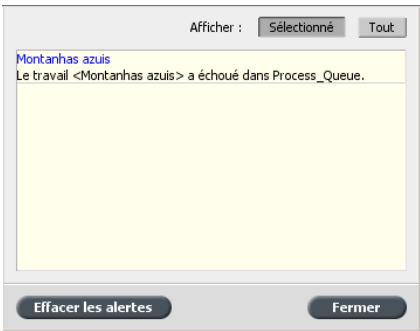 Afficher : Sélectionné Tout
Montanhas azuis
Le travail <Montanhas azuis> a échoué dans Process_Queue.
Effacer les alertes Fermer